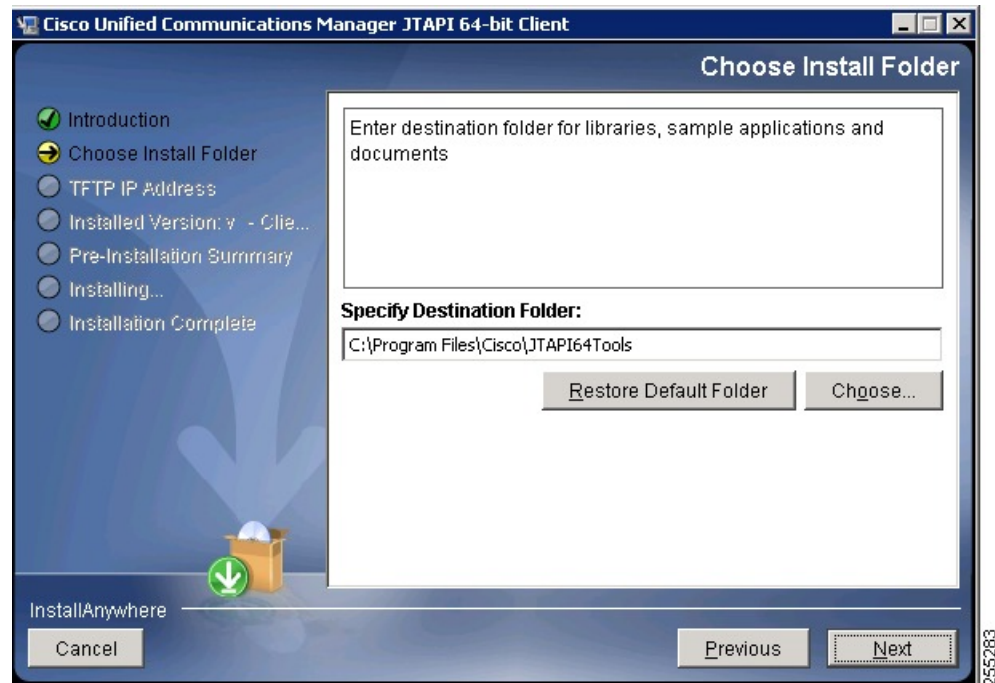 Cisco Unified Communications Manager JTAPI 64-bit Client
Choose Install Folder
Introduction
Choose Install Folder
TFTP IP Address
Installed Version: v - Clie...
Pre-Installation Summary
Installing...
Installation Complete
Enter destination folder for libraries, sample applications and
documents
Specify Destination Folder:
C:\Program Files\Cisco\JTAPI64Tools
Restore Default Folder
Choose...
InstallAnywhere
Cancel
Previous
Next
255283